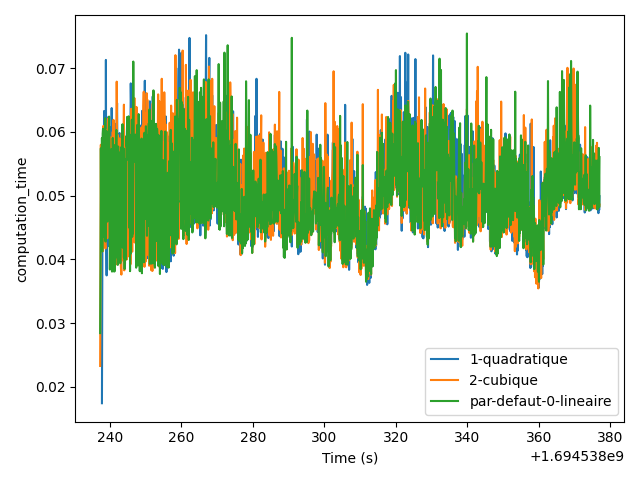 0.07
0.06
0.05
0.04
0.03
0.02
computation_time
1-quadratique
2-cubique
par-defaut-0-lineaire
240 260 280 300 320 340 360 380
Time (s)
+1.694538e9